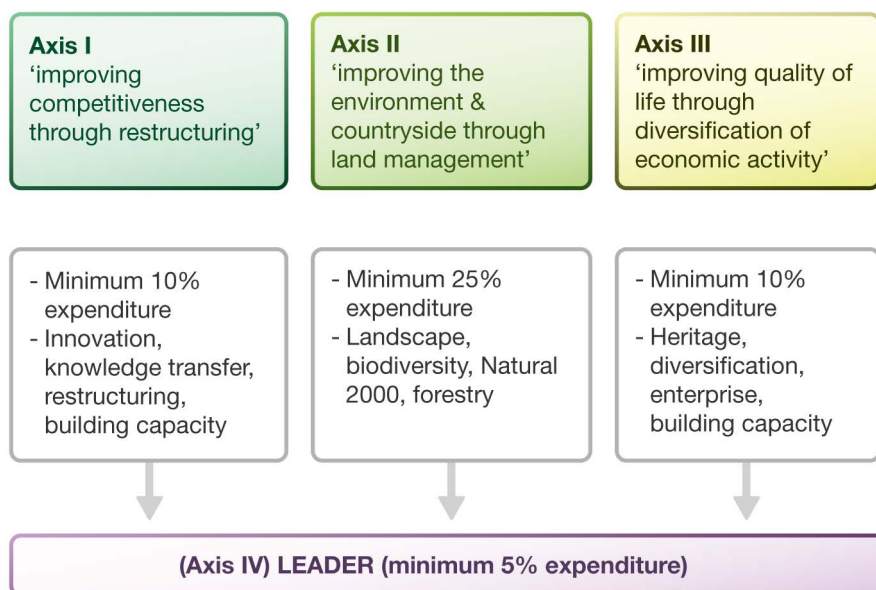 Axis I
‘improving
competitiveness
through restructuring’
Axis II
‘improving the
environment &
countryside through
land management’
Axis III
‘improving quality of
life through
diversification of
economic activity’
- Minimum 10%
expenditure
- Innovation,
knowledge transfer,
restructuring,
building capacity
- Minimum 25%
expenditure
- Landscape,
biodiversity, Natural
2000, forestry
- Minimum 10%
expenditure
- Heritage,
diversification,
enterprise,
building capacity
(Axis IV) LEADER (minimum 5% expenditure)